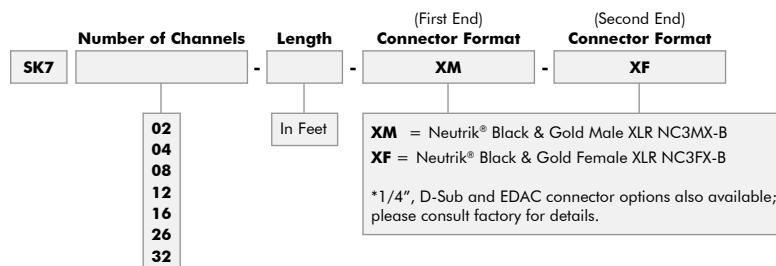 (First End) (Second End)
Number of Channels Length Connector Format Connector Format
SK7 - - XM - XF
02
04
08
12
16
26
32
In Feet
XM = Neutrik® Black & Gold Male XLR NC3MX-B
XF = Neutrik® Black & Gold Female XLR NC3FX-B
*1/4”, D-Sub and EDAC connector options also available;
please consult factory for details.